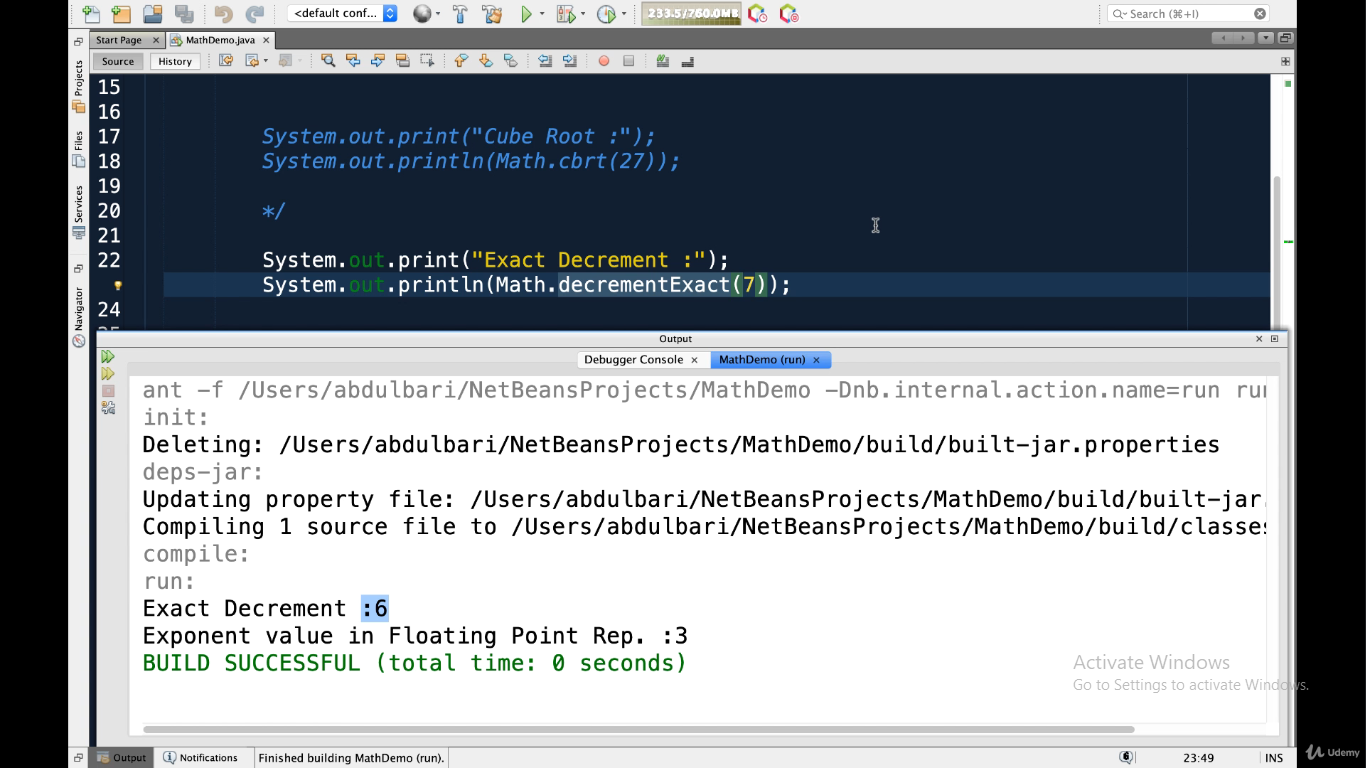 <default conf...
233.5/760.0MB
Search (⌘+I)
Start Page
MathDemo.java
Source
History
Projects
Files
Services
Navigator
15
16
17 System.out.print("Cube Root :");
18 System.out.println(Math.cbrt(27));
19
20 */
21
22 System.out.print("Exact Decrement :");
System.out.println(Math.decrementExact(7));
24
25
Output
Debugger Console
MathDemo (run)
ant -f /Users/abdulbari/NetBeansProjects/MathDemo -Dnb.internal.action.name=run run
init:
Deleting: /Users/abdulbari/NetBeansProjects/MathDemo/build/built-jar.properties
deps-jar:
Updating property file: /Users/abdulbari/NetBeansProjects/MathDemo/build/built-jar.
Compiling 1 source file to /Users/abdulbari/NetBeansProjects/MathDemo/build/classes
compile:
run:
Exact Decrement :6
Exponent value in Floating Point Rep. :3
BUILD SUCCESSFUL (total time: 0 seconds)
Activate Windows
Go to Settings to activate Windows.
Output
Notifications
Finished building MathDemo (run).
23:49
INS
Udemy